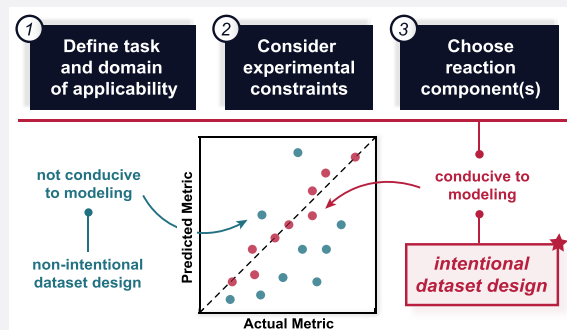 1
Define task
and domain
of applicability
2
Consider
experimental
constraints
3
Choose
reaction
component(s)
not conducive
to modeling
non-intentional
dataset design
Predicted Metric
Actual Metric
conducive to
modeling
intentional
dataset design